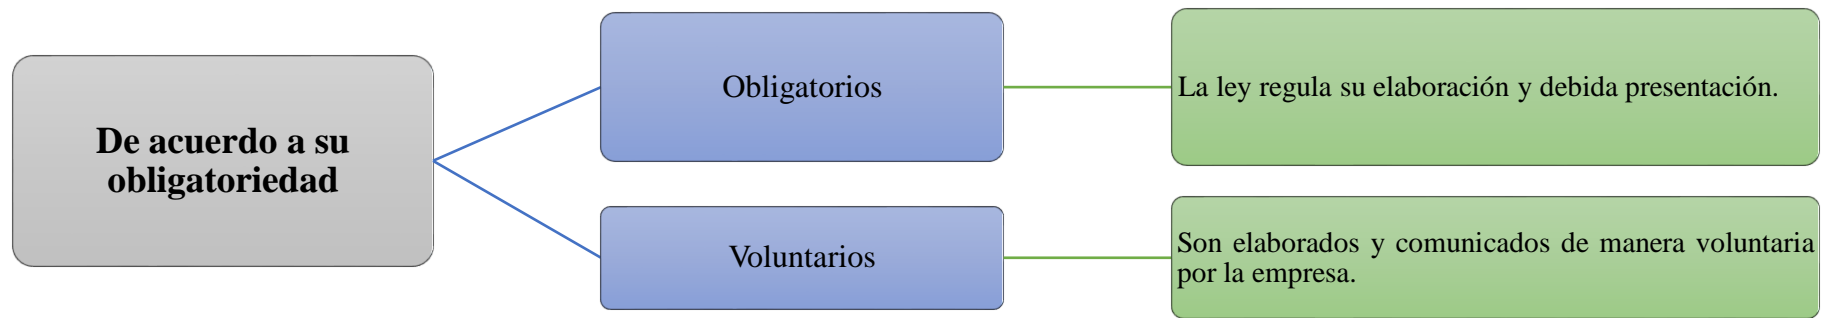 De acuerdo a su
obligatoriedad
Obligatorios
La ley regula su elaboración y debida presentación.
Voluntarios
Son elaborados y comunicados de manera voluntaria
por la empresa.